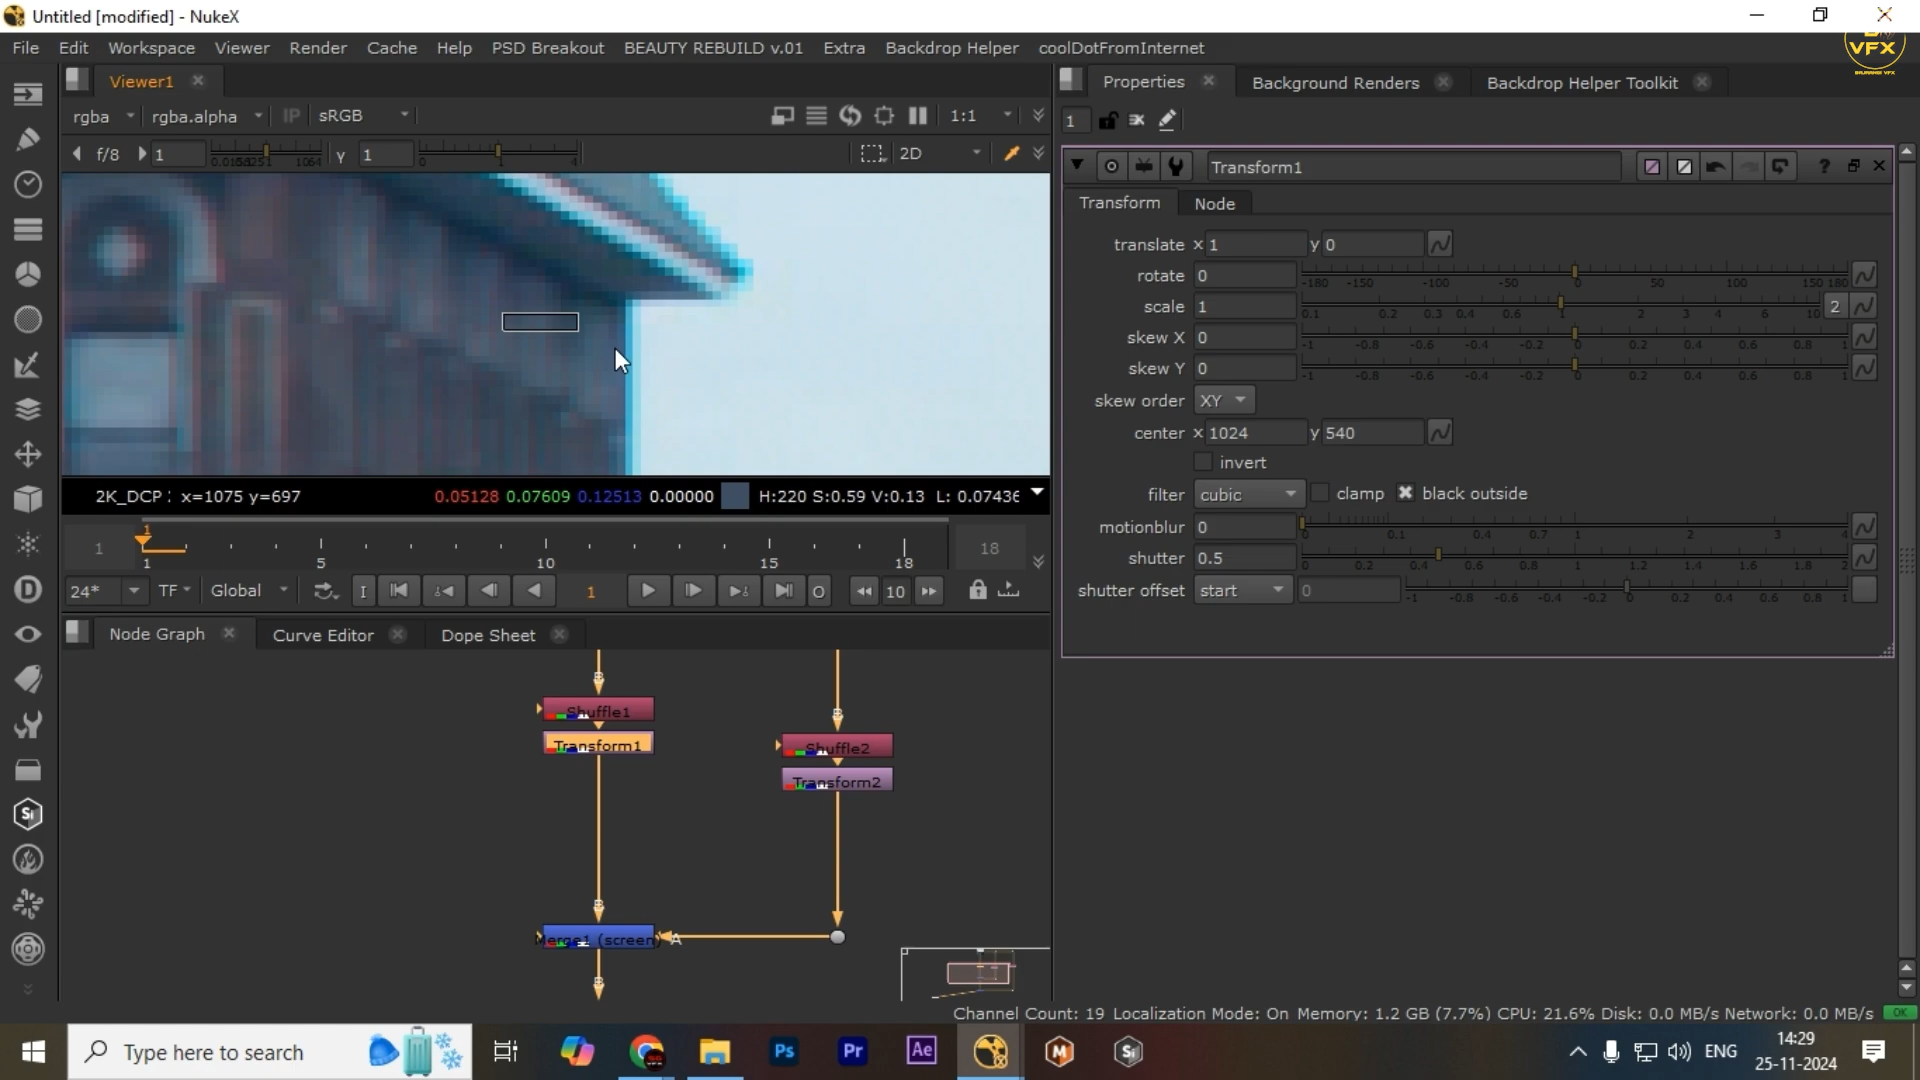 Untitled [modified] - NukeX
File Edit Workspace Viewer Render Cache Help PSD Breakout BEAUTY REBUILD v.01 Extra Backdrop Helper coolDotFromInternet
VFX
Viewer1
Properties Background Renders Backdrop Helper Toolkit
rgba rgba.alpha IP sRGB 1:1
1
f/8 1 y 1 2D
Transform1
Transform Node
translate x 1 y 0
rotate 0
-180 -150 -100 -50 0 50 100 150 180
scale 1 2
0.1 0.2 0.3 0.4 0.6 1 2 3 4 6 10
skew X 0
-1 -0.8 -0.6 -0.4 -0.2 0 0.2 0.4 0.6 0.8 1
skew Y 0
-1 -0.8 -0.6 -0.4 -0.2 0 0.2 0.4 0.6 0.8 1
skew order XY
center x 1024 y 540
invert
filter cubic clamp black outside
motionblur 0
0 0.1 0.4 0.7 1 2 3 4
shutter 0.5
0 0.2 0.4 0.6 0.8 1 1.2 1.4 1.6 1.8 2
shutter offset start 0
-1 -0.8 -0.6 -0.4 -0.2 0 0.2 0.4 0.6 0.8 1
2K_DCP : x=1075 y=697 0.05128 0.07609 0.12513 0.00000 H:220 S:0.59 V:0.13 L: 0.07436
1 1 18
1 5 10 15 18
24* TF Global I 1 O 10
Node Graph Curve Editor Dope Sheet
B
Shuffle1
Transform1
B
Shuffle2
Transform2
B
Merge1 (screen) A
B
Channel Count: 19 Localization Mode: On Memory: 1.2 GB (7.7%) CPU: 21.6% Disk: 0.0 MB/s Network: 0.0 MB/s OK
Type here to search
Ps Pr Ae M Si
ENG
14:29
25-11-2024